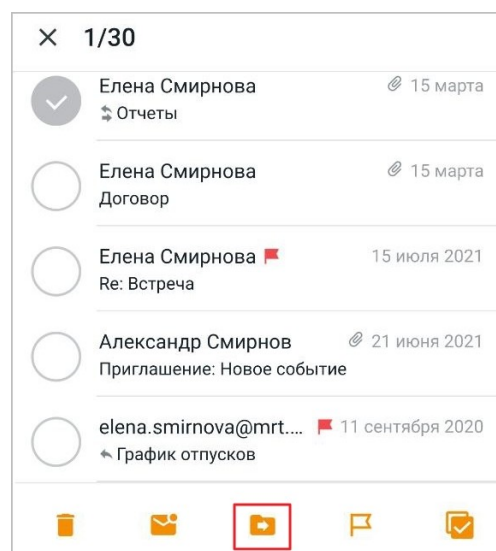 1/30
Елена Смирнова 15 марта
Отчеты
Елена Смирнова 15 марта
Договор
Елена Смирнова 15 июля 2021
Re: Встреча
Александр Смирнов 21 июня 2021
Приглашение: Новое событие
elena.smirnova@mrt.... 11 сентября 2020
График отпусков